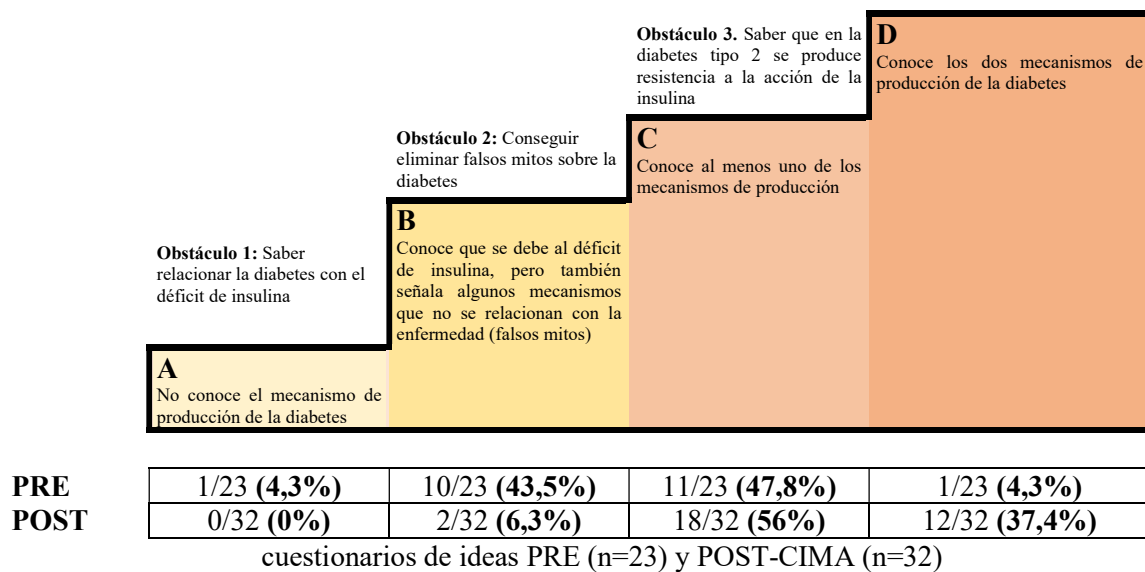 Obstáculo 3. Saber que en la
diabetes tipo 2 se produce
resistencia a la acción de la
insulina
D
Conoce los dos mecanismos de
producción de la diabetes
Obstáculo 2: Conseguir
eliminar falsos mitos sobre la
diabetes
C
Conoce al menos uno de los
mecanismos de producción
Obstáculo 1: Saber
relacionar la diabetes con el
déficit de insulina
B
Conoce que se debe al déficit
de insulina, pero también
señala algunos mecanismos
que no se relacionan con la
enfermedad (falsos mitos)
A
No conoce el mecanismo de
producción de la diabetes
PRE 1/23 (4,3%) 10/23 (43,5%) 11/23 (47,8%) 1/23 (4,3%)
POST 0/32 (0%) 2/32 (6,3%) 18/32 (56%) 12/32 (37,4%)
cuestionarios de ideas PRE (n=23) y POST-CIMA (n=32)